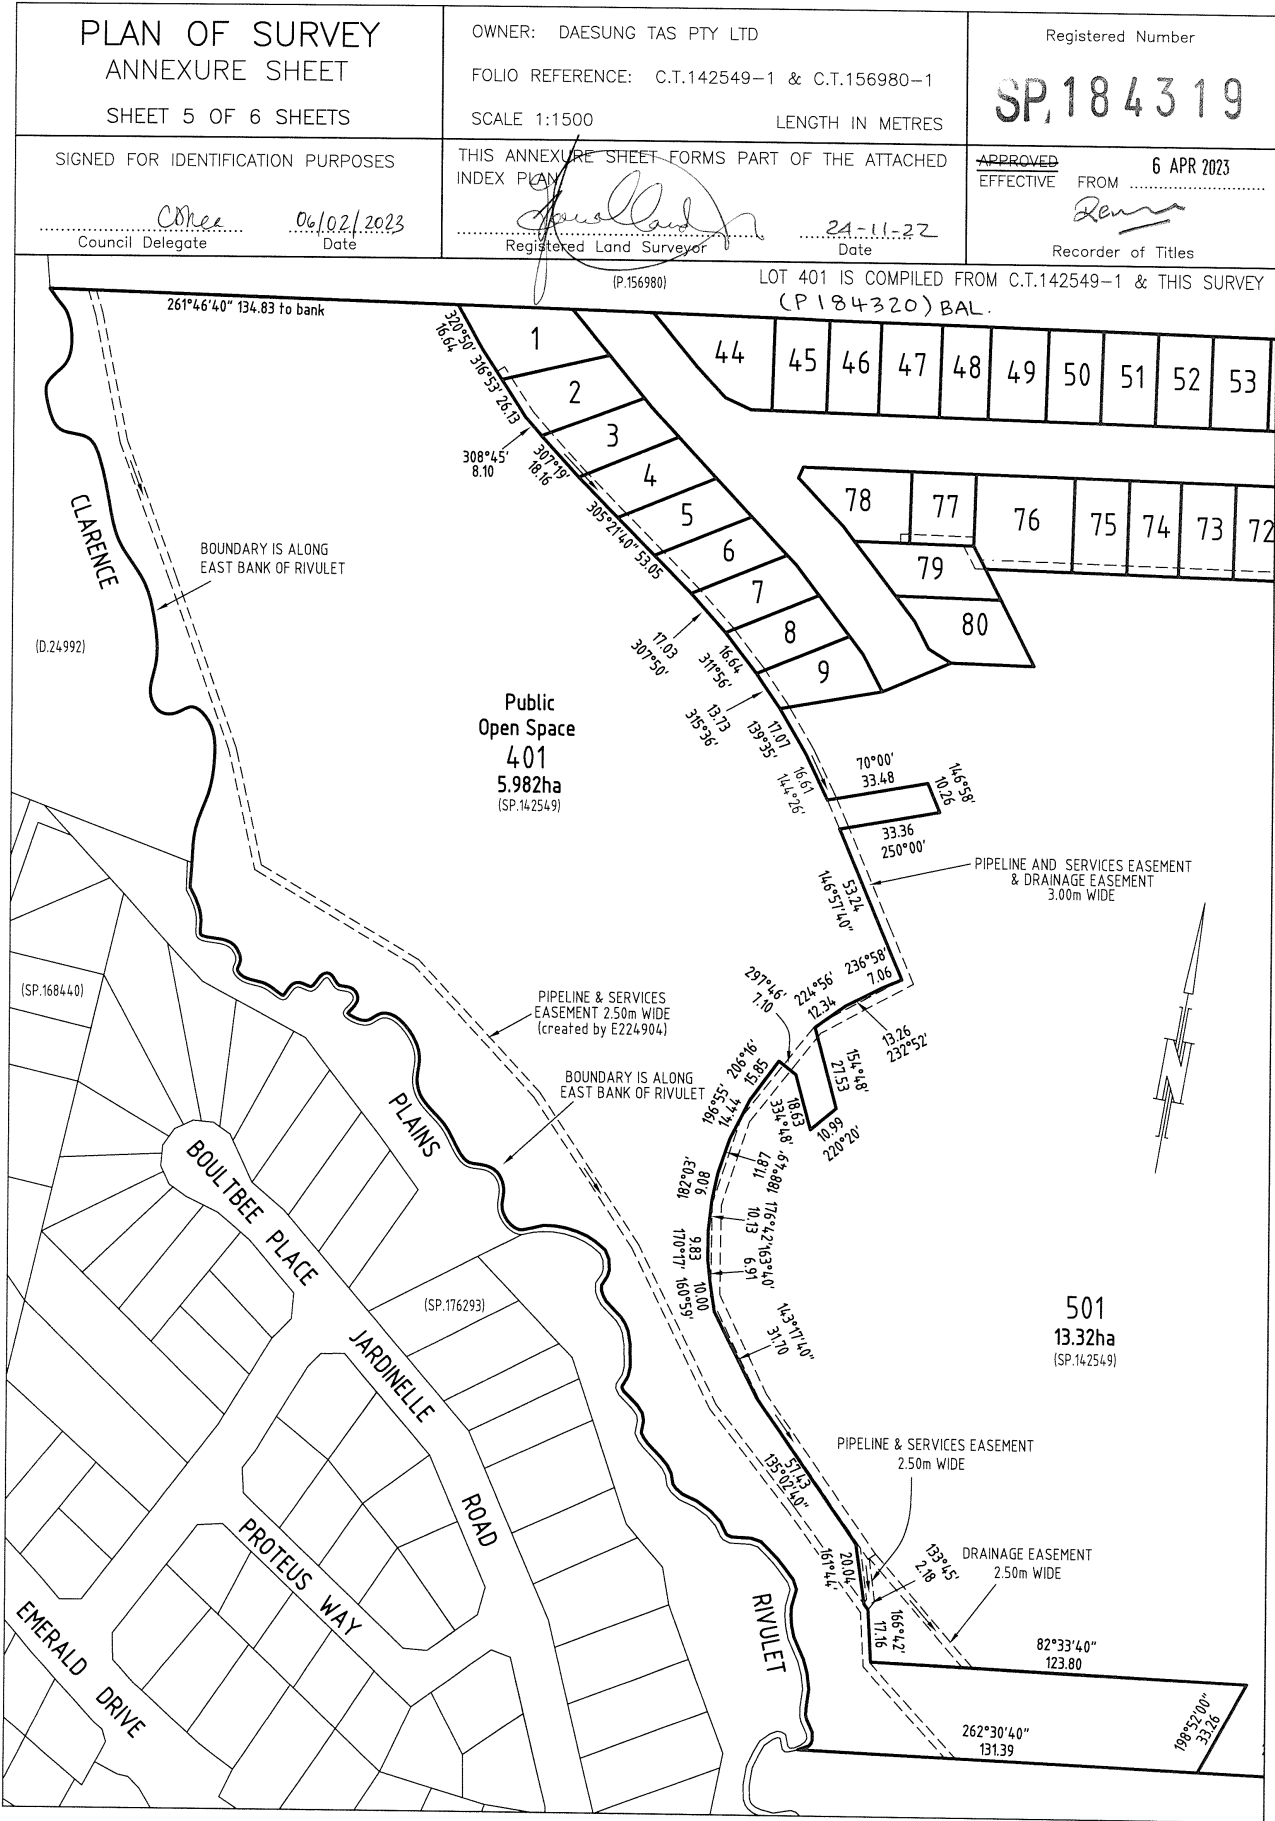 PLAN OF SURVEY
ANNEXURE SHEET
SHEET 5 OF 6 SHEETS
OWNER: DAESUNG TAS PTY LTD
FOLIO REFERENCE: C.T.142549-1 & C.T.156980-1
SCALE 1:1500 LENGTH IN METRES
Registered Number
SP.184319
SIGNED FOR IDENTIFICATION PURPOSES
06/02/2023
Council Delegate Date
THIS ANNEXURE SHEET FORMS PART OF THE ATTACHED
INDEX PLAN
24-11-22
Registered Land Surveyor Date
APPROVED
EFFECTIVE FROM 6 APR 2023
Recorder of Titles
(P.156980)
LOT 401 IS COMPILED FROM C.T.142549-1 & THIS SURVEY
(P184320) BAL.
261°46'40" 134.83 to bank
320°50'
16.64
316°53' 26.13
308°45'
8.10
307°19'
18.16
305°21'40" 53.05
17.03
307°50'
16.64
311°56'
13.73
315°36'
17.07
139°35'
16.61
144°26'
1
2
3
4
5
6
7
8
9
44
45
46
47
48
49
50
51
52
53
78
77
76
75
74
73
72
79
80
CLARENCE
BOUNDARY IS ALONG
EAST BANK OF RIVULET
(D.24992)
Public
Open Space
401
5.982ha
(SP.142549)
70°00'
33.48
146°58'
10.26
33.36
250°00'
PIPELINE AND SERVICES EASEMENT
& DRAINAGE EASEMENT
3.00m WIDE
53.24
146°57'40"
236°58'
7.06
224°56'
12.34
297°46'
7.10
13.26
232°52'
154°48'
27.53
206°16'
15.85
196°55'
14.44
18.63
334°48'
10.99
220°20'
(SP.168440)
PIPELINE & SERVICES
EASEMENT 2.50m WIDE
(created by E224904)
BOUNDARY IS ALONG
EAST BANK OF RIVULET
PLAINS
BOULTBEE PLACE
182°03'
9.08
11.87
188°49'
176°42'
10.13
9.83
170°17'
163°40'
6.91
10.00
160°59'
143°17'40"
31.70
(SP.176293)
JARDINELLE
ROAD
501
13.32ha
(SP.142549)
PIPELINE & SERVICES EASEMENT
2.50m WIDE
57.43
135°02'40"
20.04
161°44'
133°45'
2.18
DRAINAGE EASEMENT
2.50m WIDE
166°42'
17.16
82°33'40"
123.80
PROTEUS WAY
EMERALD DRIVE
RIVULET
262°30'40"
131.39
198°52'00"
33.26